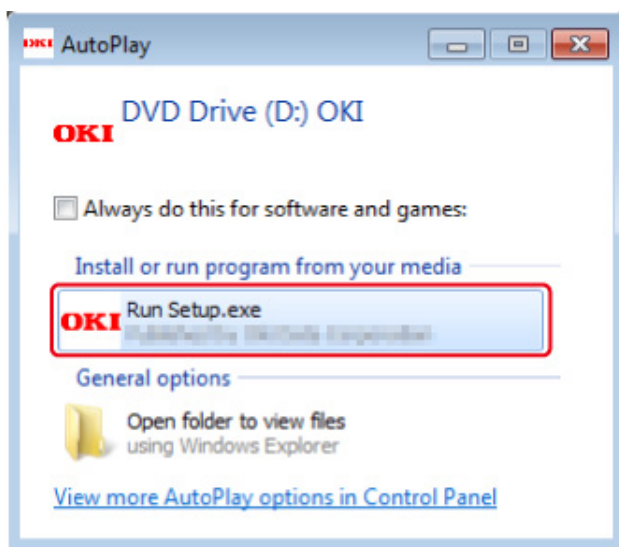 OKI AutoPlay
OKI DVD Drive (D:) OKI
Always do this for software and games:
Install or run program from your media
OKI Run Setup.exe
General options
Open folder to view files
using Windows Explorer
View more AutoPlay options in Control Panel